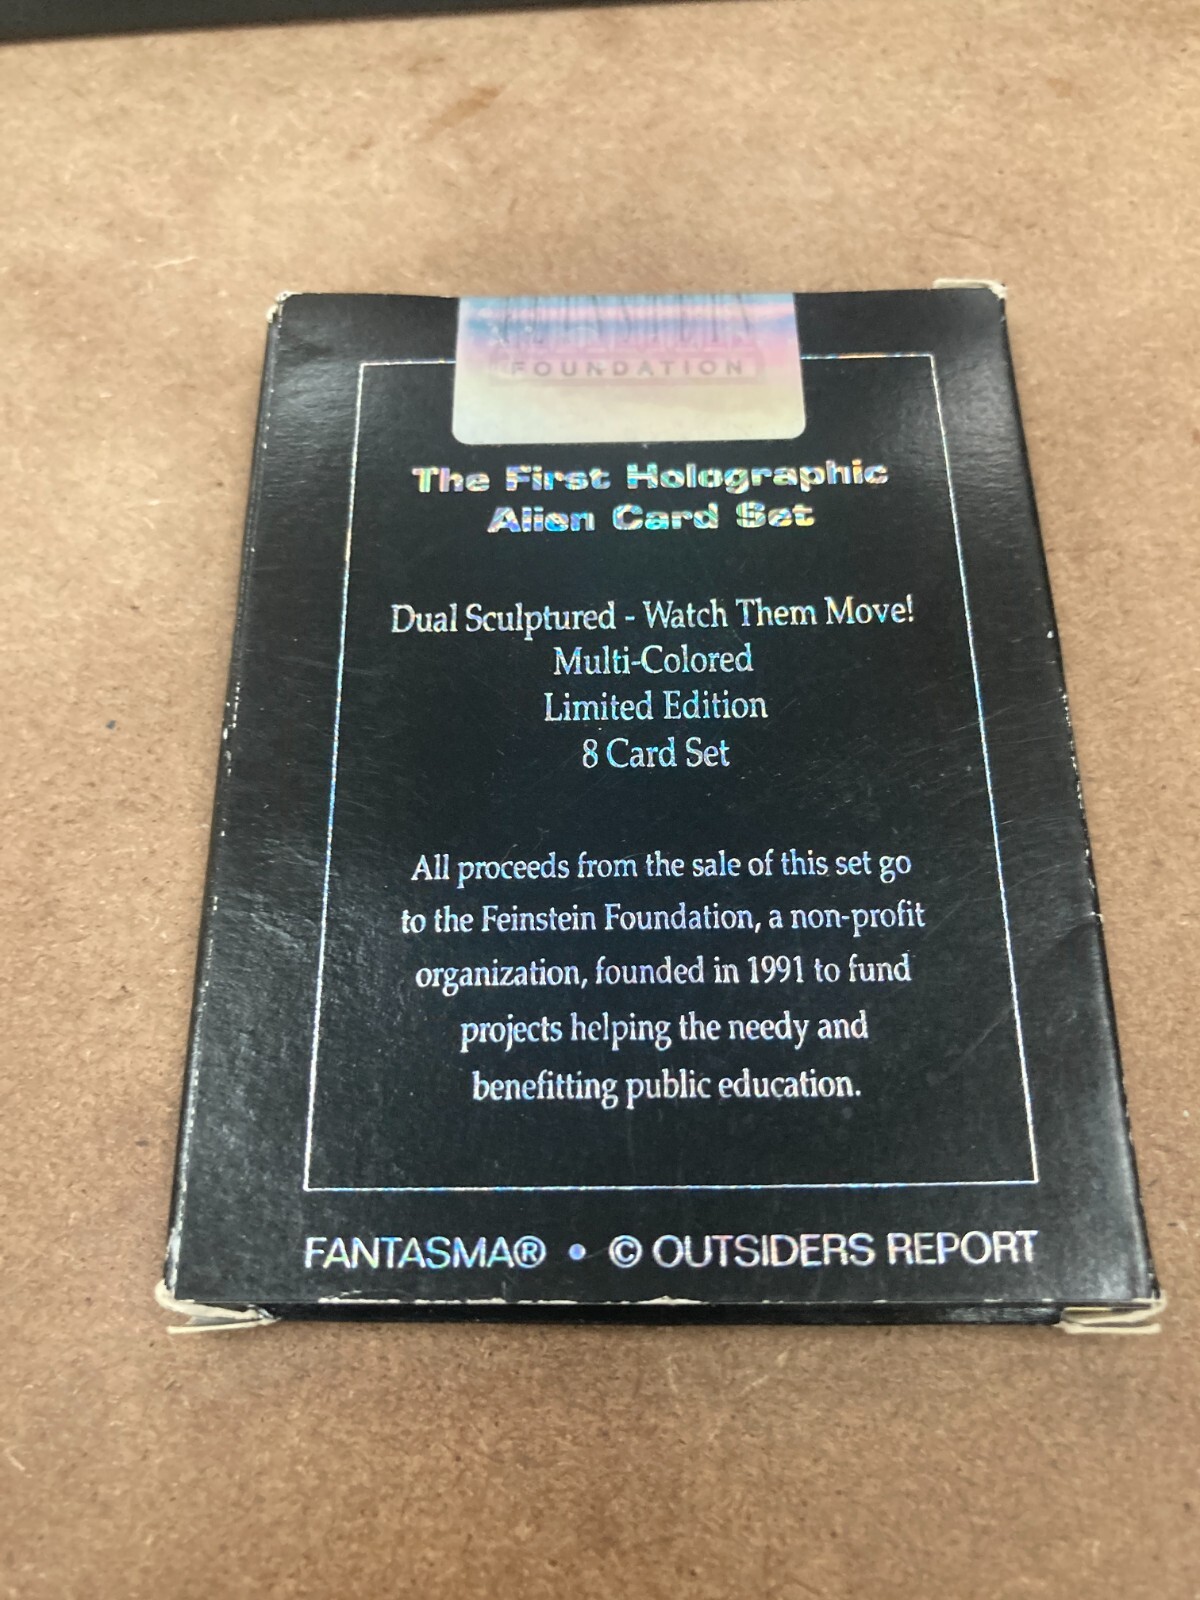 FOUNDATION
The First Holographic
Alien Card Set
Dual Sculptured - Watch Them Move!
Multi-Colored
Limited Edition
8 Card Set
All proceeds from the sale of this set go
to the Feinstein Foundation, a non-profit
organization, founded in 1991 to fund
projects helping the needy and
benefitting public education.
FANTASMA® • © OUTSIDERS REPORT